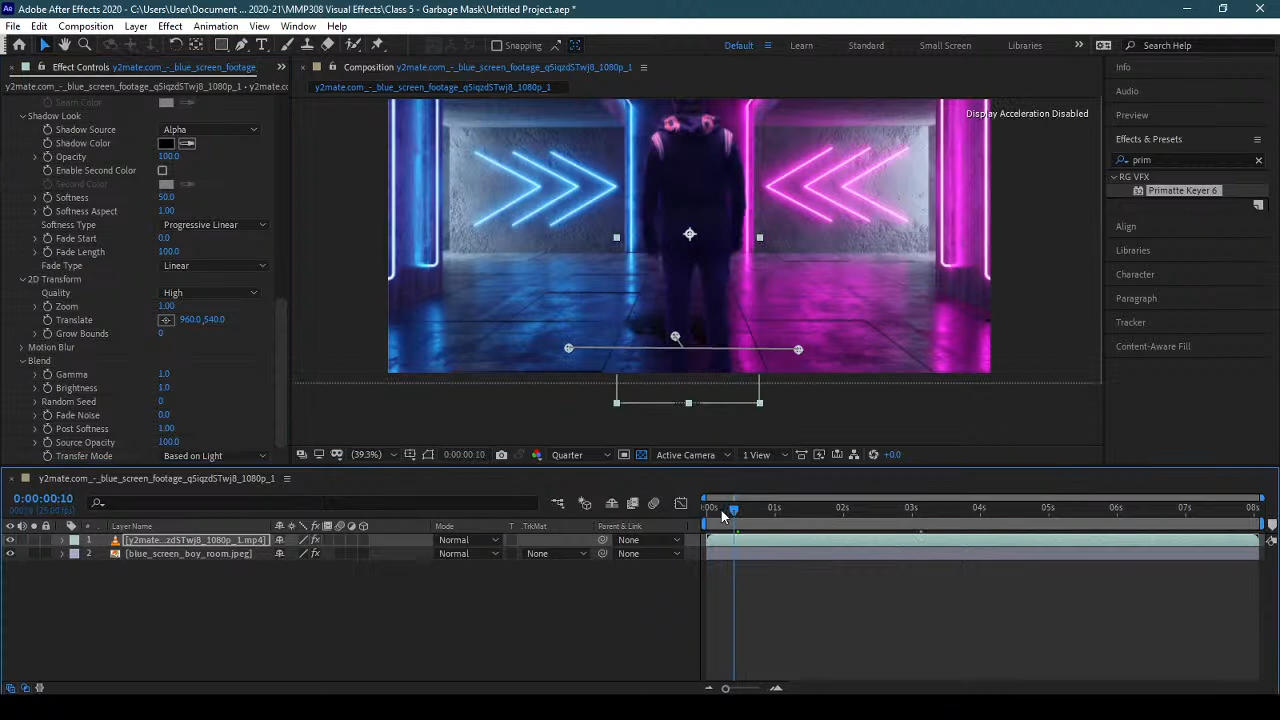 Adobe After Effects 2020 - C:\Users\User\Document ... 2020-21\MMP308 Visual Effects\Class 5 - Garbage Mask\Untitled Project.aep *
File Edit Composition Layer Effect Animation View Window Help
Snapping Default Learn Standard Small Screen Libraries Search Help
Effect Controls y2mate.com_-_blue_screen_footage
Composition y2mate.com_-_blue_screen_footage_q5iqzdSTwj8_1080p_1
Info
y2mate.com_-_blue_screen_footage_q5iqzdSTwj8_1080p_1 • y2mate.co
y2mate.com_-_blue_screen_footage_q5iqzdSTwj8_1080p_1
Audio
Seam Color
Shadow Look
Display Acceleration Disabled
Preview
Shadow Source Alpha
Effects & Presets
Shadow Color
Opacity 100.0
prim
Enable Second Color
RG VFX
Second Color
Primatte Keyer 6
Softness 50.0
Softness Aspect 1.00
Softness Type Progressive Linear
Align
Fade Start 0.0
Libraries
Fade Length 100.0
Fade Type Linear
Character
2D Transform
Quality High
Paragraph
Zoom 1.00
Translate 960.0,540.0
Tracker
Grow Bounds 0
Motion Blur
Content-Aware Fill
Blend
Gamma 1.0
Brightness 1.0
Random Seed 0
Fade Noise 0.0
Post Softness 1.00
Source Opacity 100.0
Transfer Mode Based on Light
(39.3%) 0:00:00:10 Quarter Active Camera 1 View +0.0
y2mate.com_-_blue_screen_footage_q5iqzdSTwj8_1080p_1
0:00:00:10
:00s 01s 02s 03s 04s 05s 06s 07s 08s
# Layer Name Mode T TrkMat Parent & Link
1 [y2mate...zdSTwj8_1080p_1.mp4] Normal None
2 [blue_screen_boy_room.jpeg] Normal None None